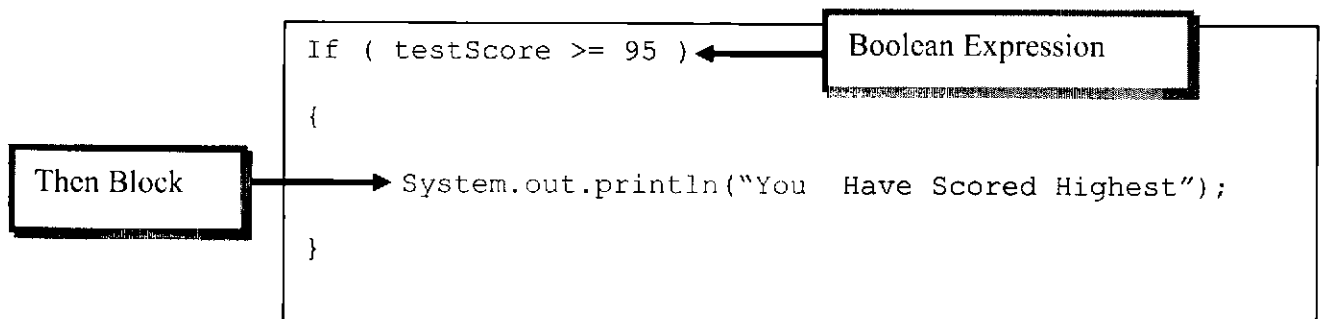 If ( testScore >= 95 )
Boolean Expression
{
Then Block
System.out.println(“You  Have Scored Highest”);
}